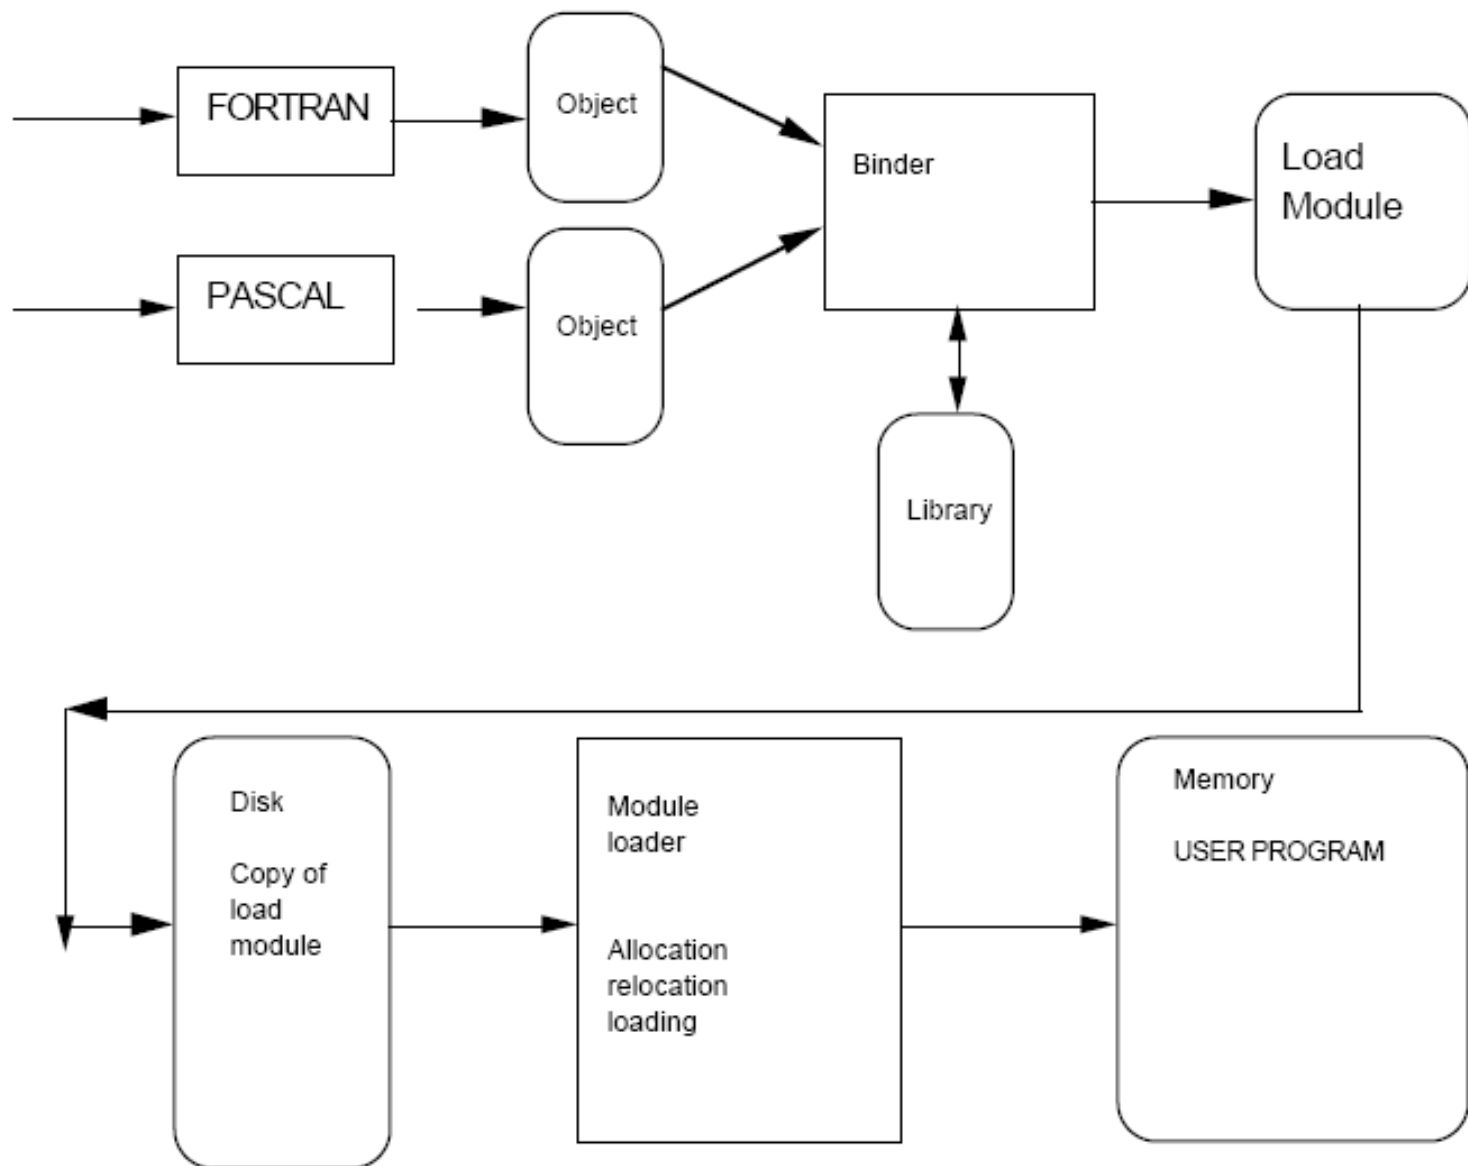 FORTRAN
Object
Binder
Load
Module
PASCAL
Object
Library
Disk
Copy of
load
module
Module
loader
Allocation
relocation
loading
Memory
USER PROGRAM